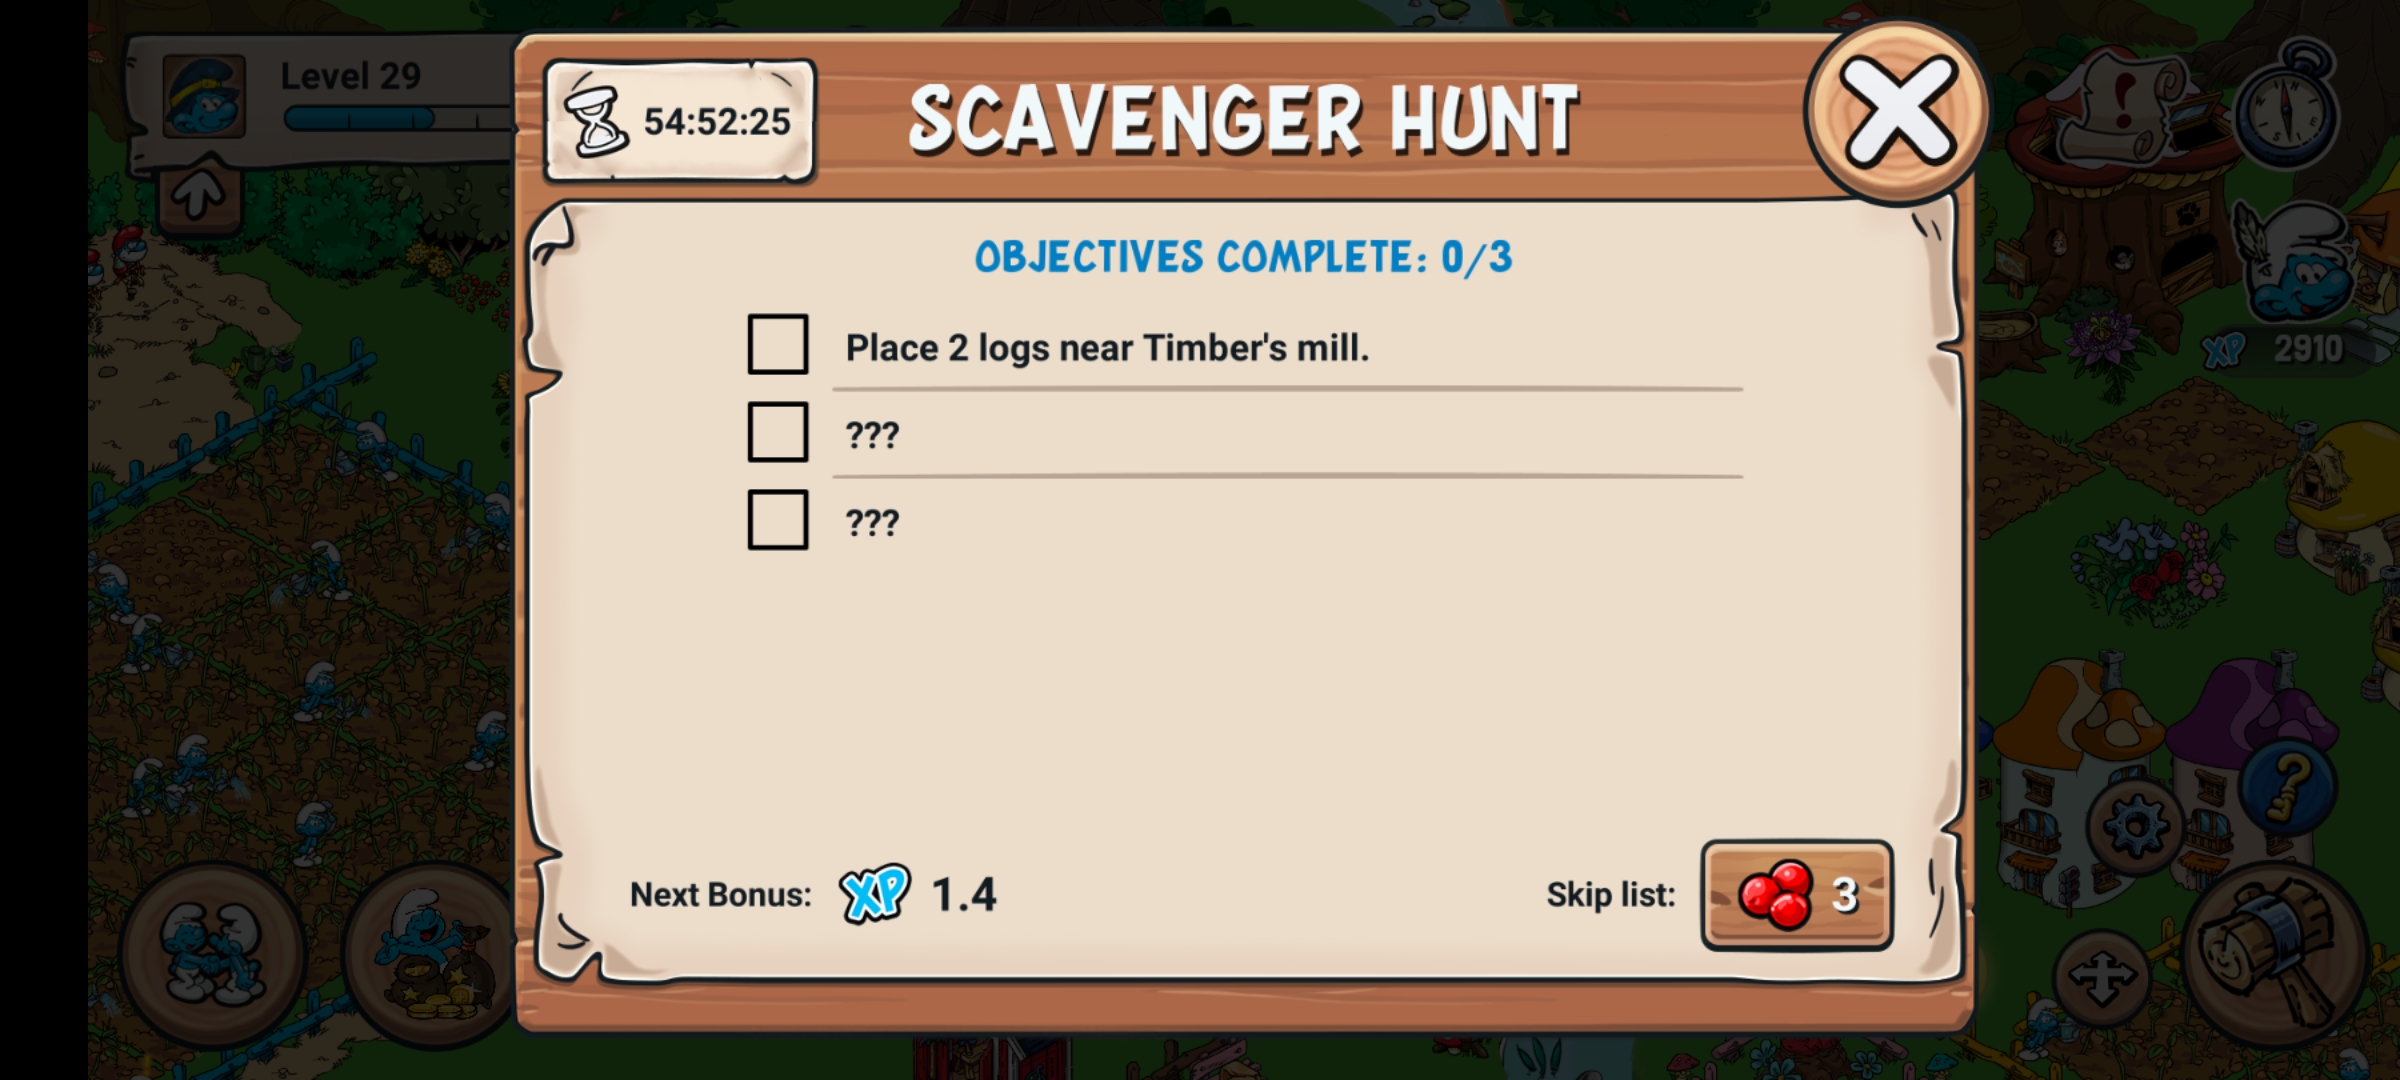 Level 29
54:52:25
SCAVENGER HUNT
OBJECTIVES COMPLETE: 0/3
Place 2 logs near Timber's mill.
???
???
XP 2910
Next Bonus: XP 1.4
Skip list: 3